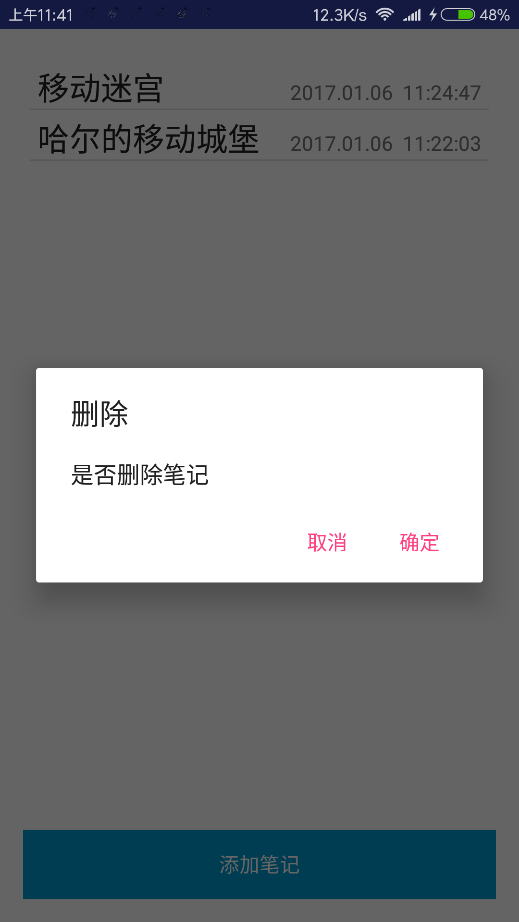 上午11:41 12.3K/s 48%
移动迷宫 2017.01.06 11:24:47
哈尔的移动城堡 2017.01.06 11:22:03
删除
是否删除笔记
取消 确定
添加笔记